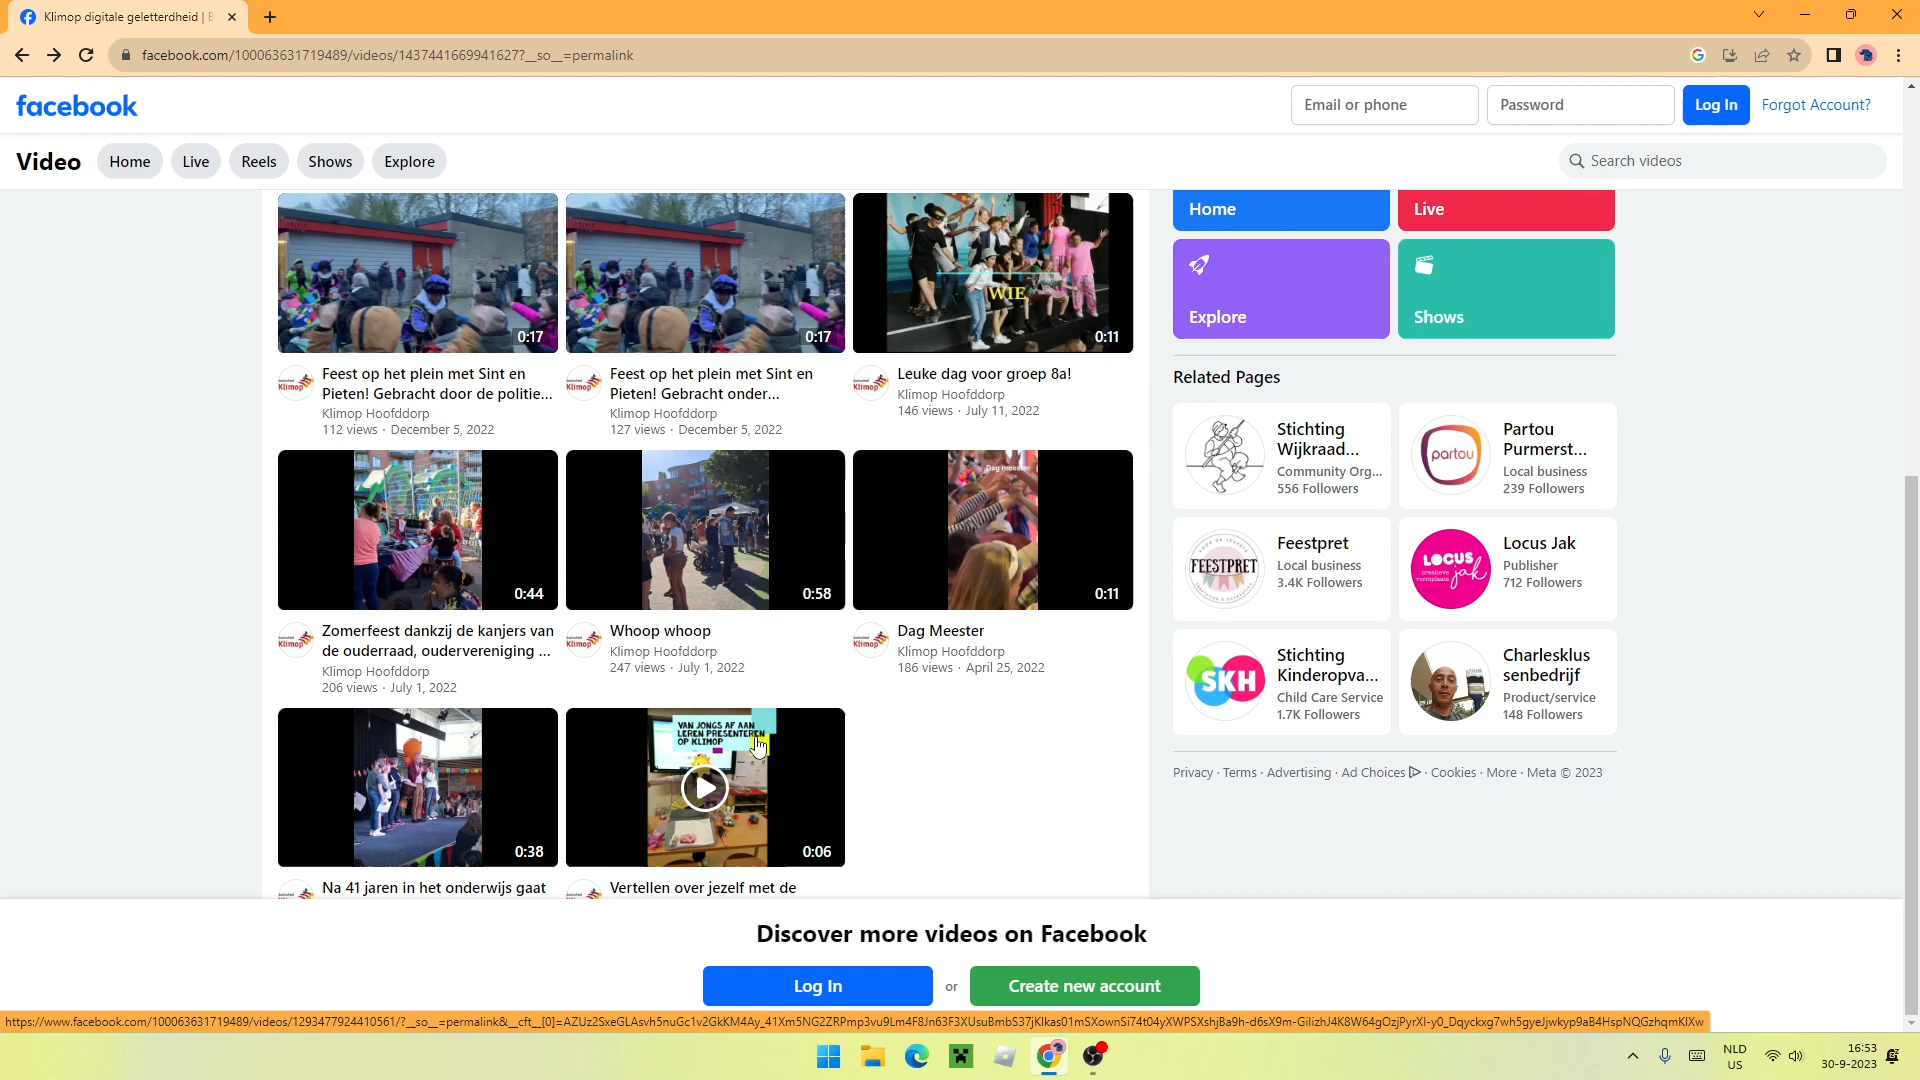 Klimop digitale geletterdheid |
facebook.com/100063631719489/videos/1437441669941627?__so__=permalink
facebook
Email or phone
Password
Log In
Forgot Account?
Video
Home
Live
Reels
Shows
Explore
Search videos
WIE
0:17
0:17
0:11
Feest op het plein met Sint en
Pieten! Gebracht door de politie...
Klimop Hoofddorp
112 views · December 5, 2022
Feest op het plein met Sint en
Pieten! Gebracht onder...
Klimop Hoofddorp
127 views · December 5, 2022
Leuke dag voor groep 8a!
Klimop Hoofddorp
146 views · July 11, 2022
Dag meester
0:44
0:58
0:11
Zomerfeest dankzij de kanjers van
de ouderraad, oudervereniging ...
Klimop Hoofddorp
206 views · July 1, 2022
Whoop whoop
Klimop Hoofddorp
247 views · July 1, 2022
Dag Meester
Klimop Hoofddorp
186 views · April 25, 2022
VAN JONGS AF AAN
LEREN PRESENTEREN
OP KLIMOP
0:38
0:06
Na 41 jaren in het onderwijs gaat
Vertellen over jezelf met de
Home
Live
Explore
Shows
Related Pages
Stichting
Wijkraad...
Community Org...
556 Followers
partou
Partou
Purmerst...
Local business
239 Followers
FEESTPRET
Feestpret
Local business
3.4K Followers
LOCUS
jak
Locus Jak
Publisher
712 Followers
SKH
Stichting
Kinderopva...
Child Care Service
1.7K Followers
Charlesklus
senbedrijf
Product/service
148 Followers
Privacy · Terms · Advertising · Ad Choices · Cookies · More · Meta © 2023
Discover more videos on Facebook
Log In
or
Create new account
NLD
US
16:53
30-9-2023